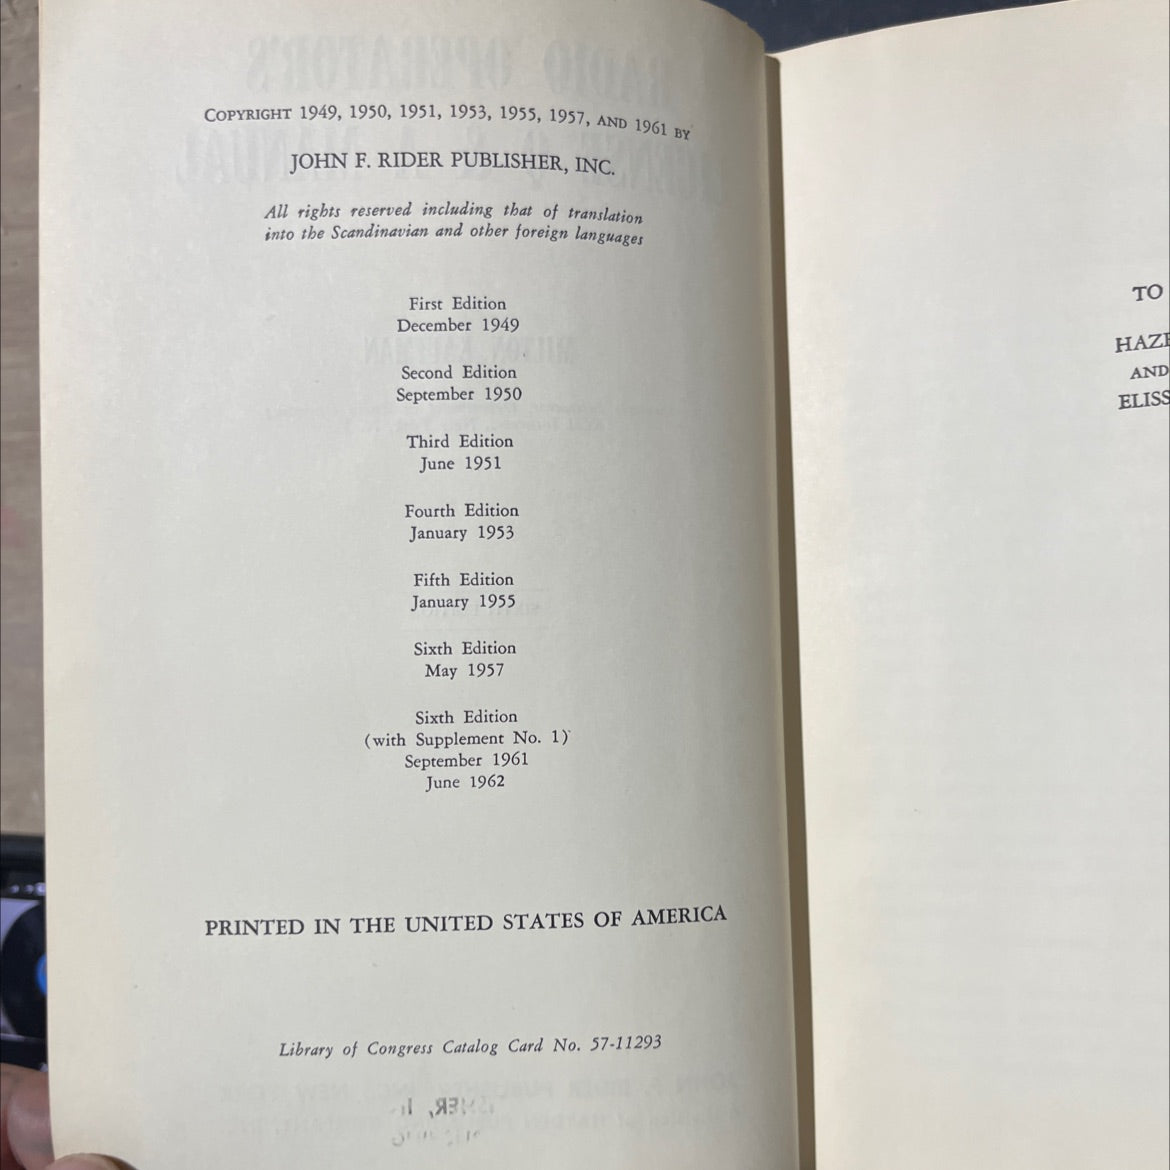 COPYRIGHT 1949, 1950, 1951, 1953, 1955, 1957, AND 1961 BY
JOHN F. RIDER PUBLISHER, INC.
All rights reserved including that of translation
into the Scandinavian and other foreign languages
First Edition
December 1949
Second Edition
September 1950
Third Edition
June 1951
Fourth Edition
January 1953
Fifth Edition
January 1955
Sixth Edition
May 1957
Sixth Edition
(with Supplement No. 1)
September 1961
June 1962
PRINTED IN THE UNITED STATES OF AMERICA
Library of Congress Catalog Card No. 57-11293
TO
AND